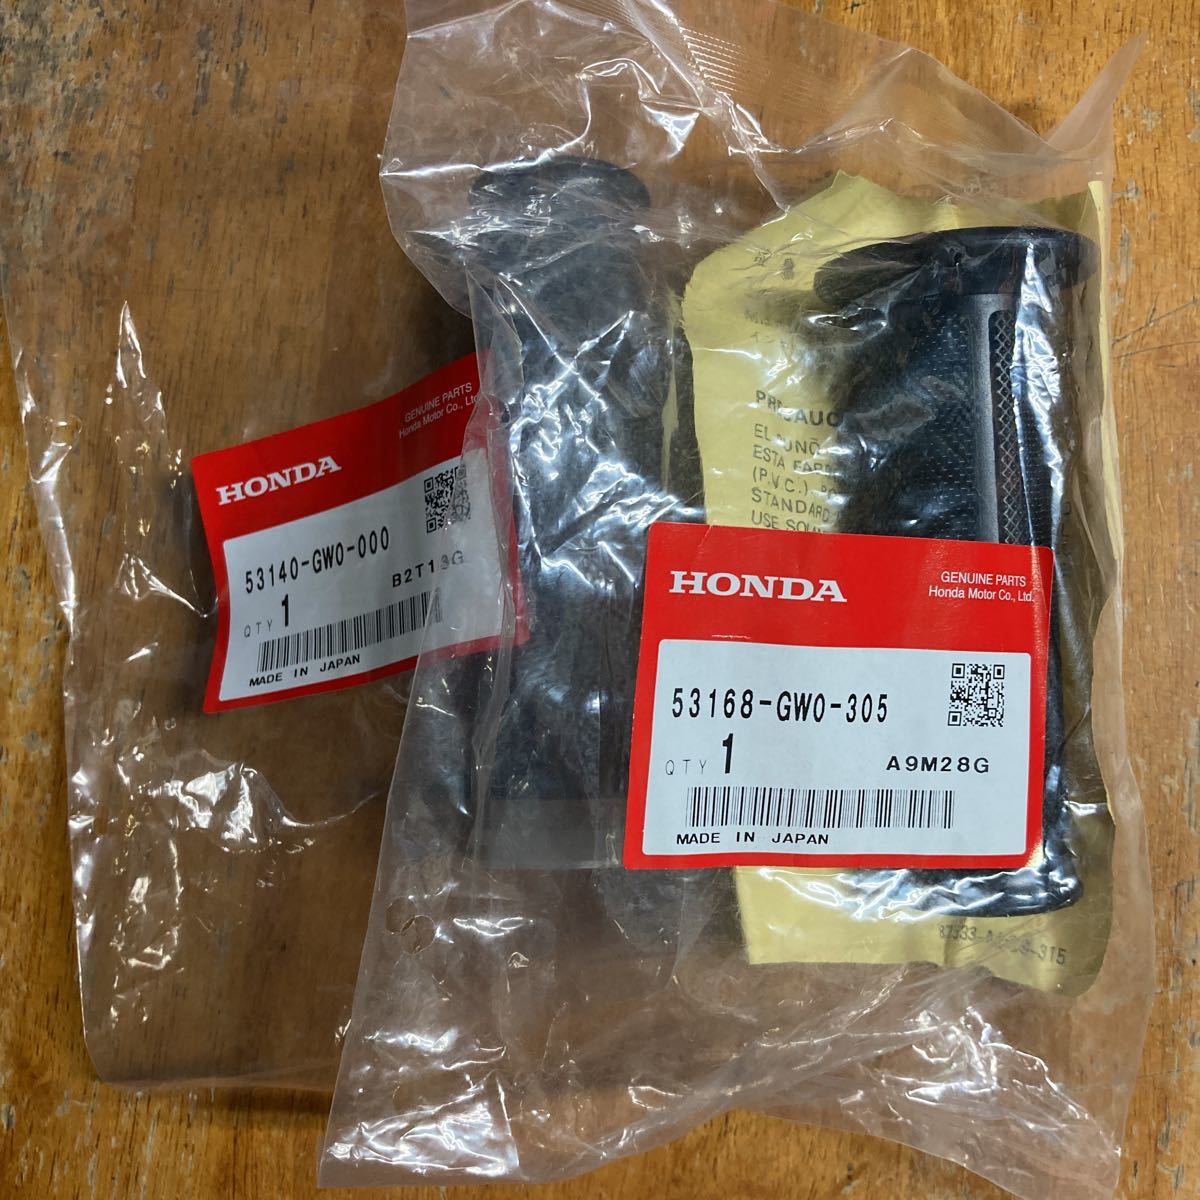 GENUINE PARTS
Honda Motor Co., Ltd.
HONDA
53140-GW0-000
B2T13G
QTY 1
MADE IN JAPAN
PRECAUC
EL JUNO
ESTA FABR
(P.V.C.)
STANDARD
USE SOL
HONDA
GENUINE PARTS
Honda Motor Co., Ltd.
53168-GW0-305
QTY 1
A9M28G
MADE IN JAPAN